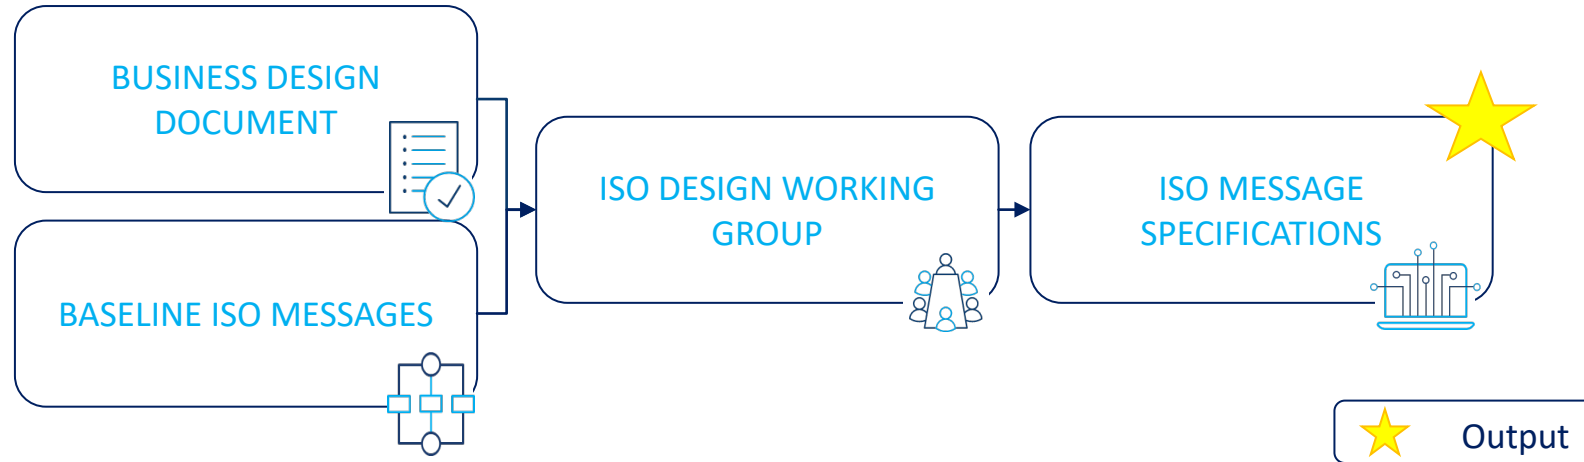 BUSINESS DESIGN
DOCUMENT
BASELINE ISO MESSAGES
ISO DESIGN WORKING
GROUP
ISO MESSAGE
SPECIFICATIONS
Output